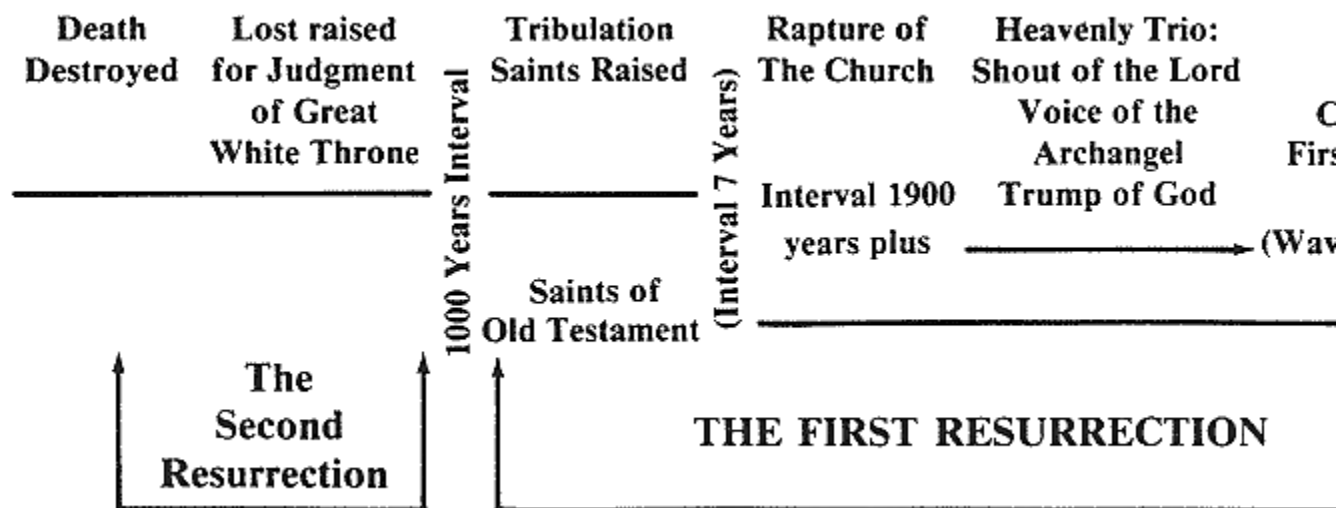 Death
Destroyed
Lost raised
for Judgment
of Great
White Throne
1000 Years Interval
Tribulation
Saints Raised
Saints of
Old Testament
(Interval 7 Years)
Rapture of
The Church
Interval 1900
years plus
Heavenly Trio:
Shout of the Lord
Voice of the
Archangel
Trump of God
The
Second
Resurrection
THE FIRST RESURRECTION